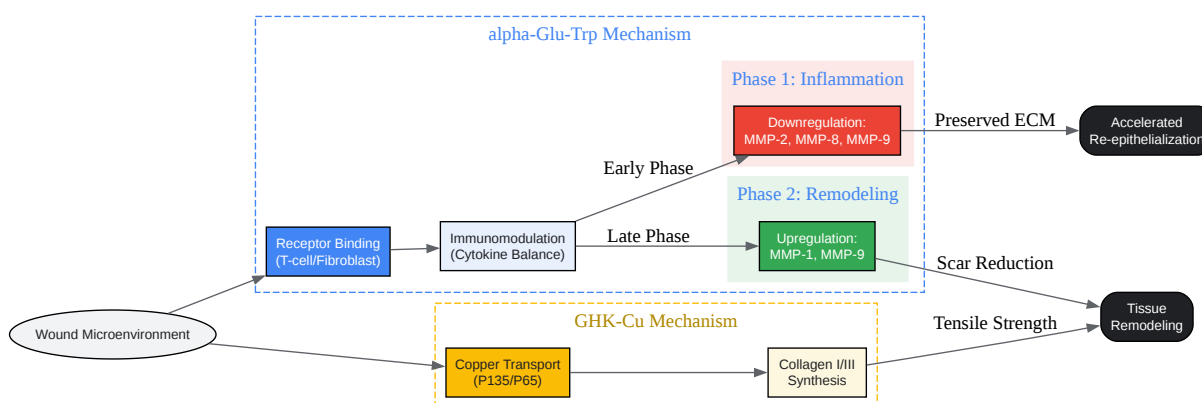 alpha-Glu-Trp Mechanism
Phase 1: Inflammation
Downregulation:
MMP-2, MMP-8, MMP-9
Preserved ECM
Accelerated
Re-epithelialization
Early Phase
Phase 2: Remodeling
Receptor Binding
(T-cell/Fibroblast)
Immunomodulation
(Cytokine Balance)
Late Phase
Upregulation:
MMP-1, MMP-9
Scar Reduction
Wound Microenvironment
GHK-Cu Mechanism
Tensile Strength
Tissue
Remodeling
Copper Transport
(P135/P65)
Collagen I/III
Synthesis